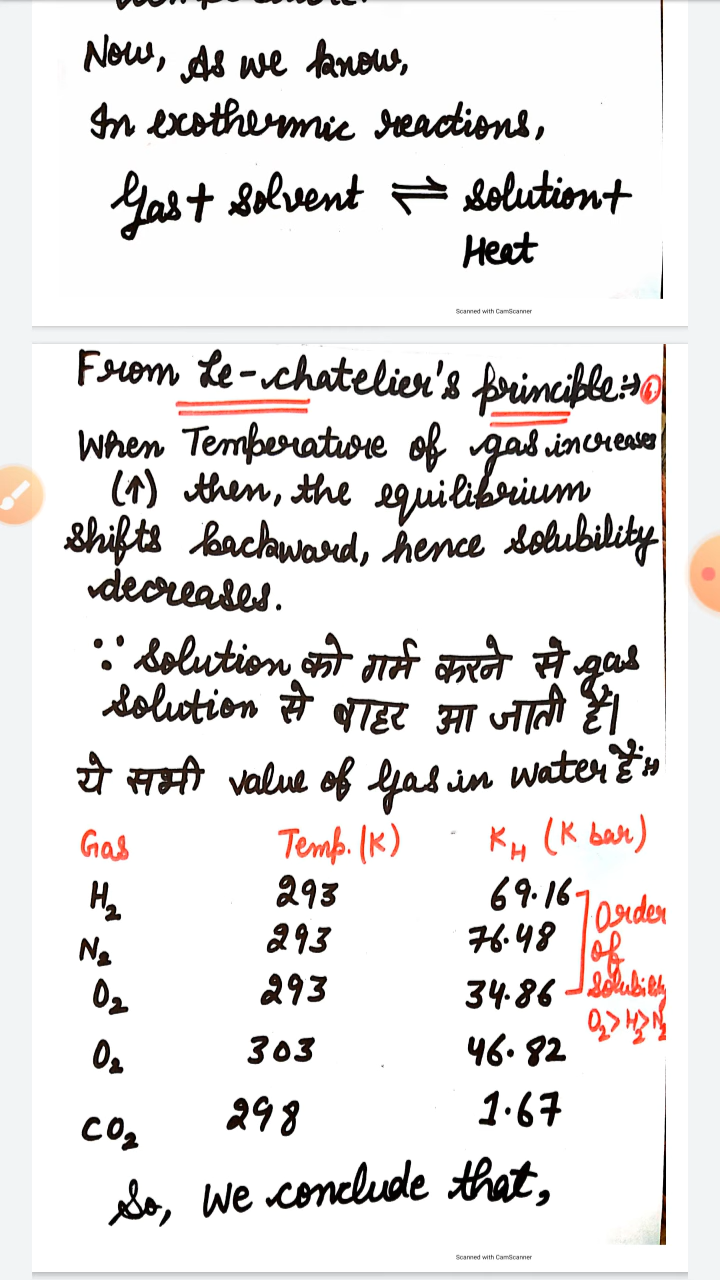 Now, As we know,
In exothermic reactions,
Gas + Solvent ⇌ Solution +
Heat
Scanned with CamScanner
From Le-chatelier's principle:→
When Temperature of gas increases
(↑) then, the equilibrium
shifts backward, hence solubility
decreases.
∵ Solution को गर्म करने से gas
solution से बाहर आ जाती है।
ये सभी value of Gas in water हैं:→
Gas Temp. (K) K_H (K bar)
H₂ 293 69.16
N₂ 293 76.48
O₂ 293 34.86
Order
of
Solubility
O₂>H₂>N₂
O₂ 303 46.82
CO₂ 298 1.67
So, We conclude that,
Scanned with CamScanner